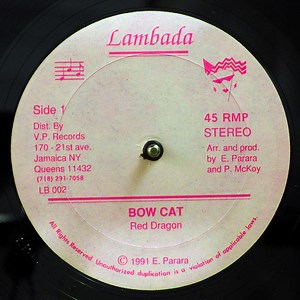 Lambada
Side 1
Dist. By
V.P. Records
170 - 21st ave.
Jamaica NY
Queens 11432
(718) 291-7058
LB 002
45 RMP
STEREO
Arr. and prod.
by E. Parara
and P. McKoy
BOW CAT
Red Dragon
© 1991 E. Parara
All Rights Reserved. Unauthorized duplication is a violation of applicable laws.